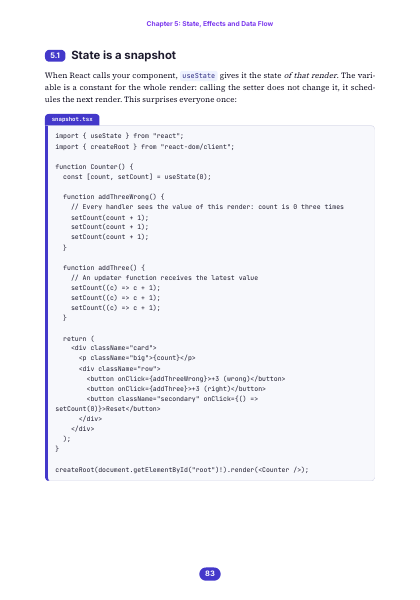 Chapter 5: State, Effects and Data Flow
5.1 State is a snapshot
When React calls your component, useState gives it the state of that render. The vari-
able is a constant for the whole render: calling the setter does not change it, it sched-
ules the next render. This surprises everyone once:
snapshot.tsx
import { useState } from "react";
import { createRoot } from "react-dom/client";
function Counter() {
  const [count, setCount] = useState(0);
  function addThreeWrong() {
    // Every handler sees the value of this render: count is 0 three times
    setCount(count + 1);
    setCount(count + 1);
    setCount(count + 1);
  }
  function addThree() {
    // An updater function receives the latest value
    setCount((c) => c + 1);
    setCount((c) => c + 1);
    setCount((c) => c + 1);
  }
  return (
    <div className="card">
      <p className="big">{count}</p>
      <div className="row">
        <button onClick={addThreeWrong}>+3 (wrong)</button>
        <button onClick={addThree}>+3 (right)</button>
        <button className="secondary" onClick={() =>
setCount(0)}>Reset</button>
      </div>
    </div>
  );
}
createRoot(document.getElementById("root")!).render(<Counter />);
83